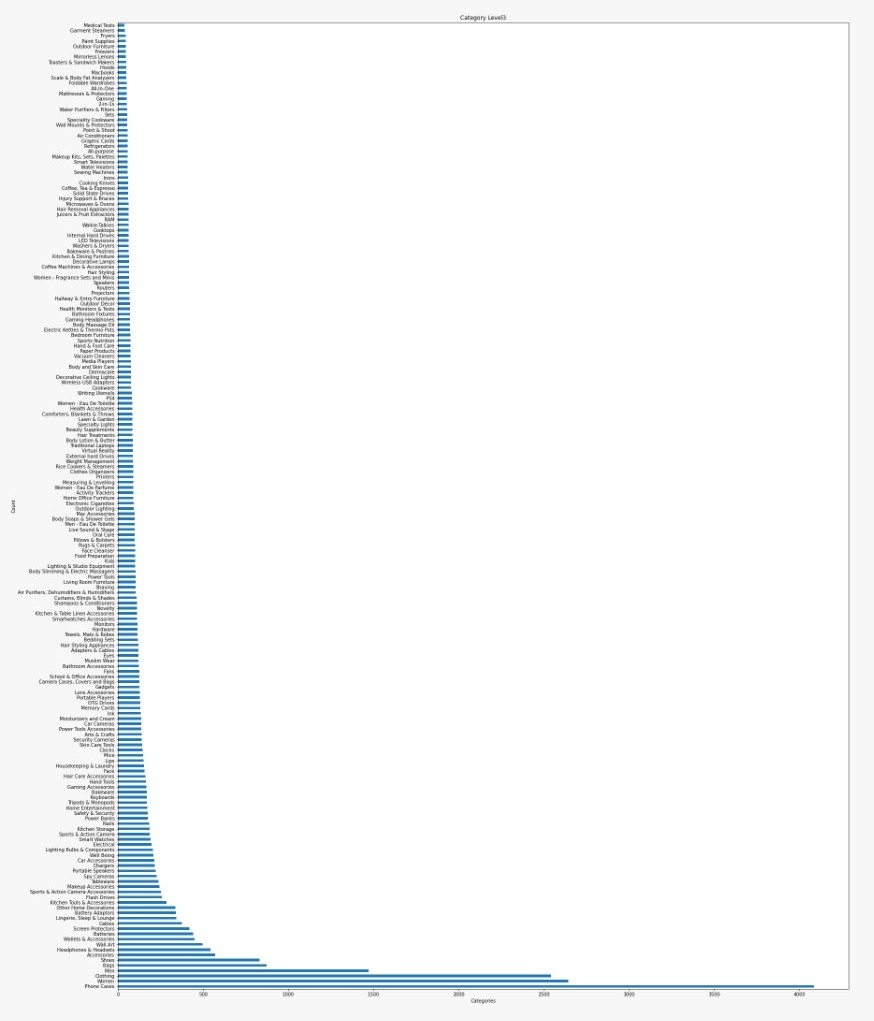 Category Level3
Medical Tests
Garment Steamers
Fryers
Paint Supplies
Outdoor Furniture
Freezers
Mirrorless Lenses
Toasters & Sandwich Makers
Hoods
Macbooks
Scale & Body Fat Analyzers
Foldable Wardrobes
All-In-One
Mattresses & Protectors
Gaming
2-in-1s
Water Purifiers & Filters
Sets
Speciality Cookware
Wall Mounts & Protectors
Point & Shoot
Air Conditioners
Graphic Cards
Refrigerators
All-purpose
Makeup Kits, Sets, Palettes
Smart Televisions
Water Heaters
Sewing Machines
Irons
Cooking Knives
Coffee, Tea & Espresso
Solid State Drives
Injury Support & Braces
Microwaves & Ovens
Hair Removal Appliances
Juicers & Fruit Extractors
RAM
Walkie-Talkies
Cooktops
Internal Hard Drives
LED Televisions
Washers & Dryers
Bakeware & Pastries
Kitchen & Dining Furniture
Decorative Lamps
Coffee Machines & Accessories
Hair Styling
Women - Fragrance Sets and Minis
Speakers
Routers
Projectors
Hallway & Entry Furniture
Outdoor Décor
Health Monitors & Tests
Bathroom Fixtures
Gaming Headphones
Body Massage Oil
Electric Kettles & Thermo Pots
Bedroom Furniture
Sports Nutrition
Hand & Foot Care
Paper Products
Vacuum Cleaners
Media Players
Body and Skin Care
Dermacare
Decorative Ceiling Lights
Wireless USB Adapters
Cookware
Writing Utensils
PS4
Women - Eau De Toilette
Health Accessories
Comforters, Blankets & Throws
Lawn & Garden
Specialty Lights
Beauty Supplements
Hair Treatments
Body Lotion & Butter
Traditional Laptops
Virtual Reality
External hard Drives
Weight Management
Rice Cookers & Steamers
Clothes Organizers
Printers
Measuring & Levelling
Women - Eau De Parfume
Activity Trackers
Home Office Furniture
Electronic Cigarettes
Outdoor Lighting
Mac Accessories
Body Soaps & Shower Gels
Men - Eau De Toilette
Live Sound & Stage
Oral Care
Pillows & Bolsters
Rugs & Carpets
Face Cleanser
Food Preparation
Kids
Lighting & Studio Equipment
Body Slimming & Electric Massagers
Power Tools
Living Room Furniture
Shaving
Air Purifiers, Dehumidifiers & Humidifiers
Curtains, Blinds & Shades
Shampoos & Conditioners
Novelty
Kitchen & Table Linen Accessories
Smartwatches Accessories
Monitors
Hardware
Towels, Mats & Robes
Bedding Sets
Hair Styling Appliances
Adapters & Cables
Eyes
Muslim Wear
Bathroom Accessories
Fans
School & Office Accessories
Camera Cases, Covers and Bags
Gadgets
Lens Accessories
Portable Players
OTG Drives
Memory Cards
Ink
Moisturizers and Cream
Car Cameras
Power Tools Accessories
Arts & Crafts
Security Cameras
Skin Care Tools
Clocks
Mice
Lips
Housekeeping & Laundry
Face
Hair Care Accessories
Hand Tools
Gaming Accessories
Bakeware
Keyboards
Tripods & Monopods
Home Entertainment
Safety & Security
Power Banks
Nails
Kitchen Storage
Sports & Action Camera
Smart Watches
Electrical
Lighting Bulbs & Components
Well Being
Car Accessories
Chargers
Portable Speakers
Spy Cameras
Tableware
Makeup Accessories
Sports & Action Camera Accessories
Flash Drives
Kitchen Tools & Accessories
Other Home Decorations
Battery Adaptors
Lingerie, Sleep & Lounge
Cables
Screen Protectors
Batteries
Wallets & Accessories
Wall Art
Headphones & Headsets
Accessories
Shoes
Bags
Men
Clothing
Women
Phone Cases
Count
0 500 1000 1500 2000 2500 3000 3500 4000
Categories